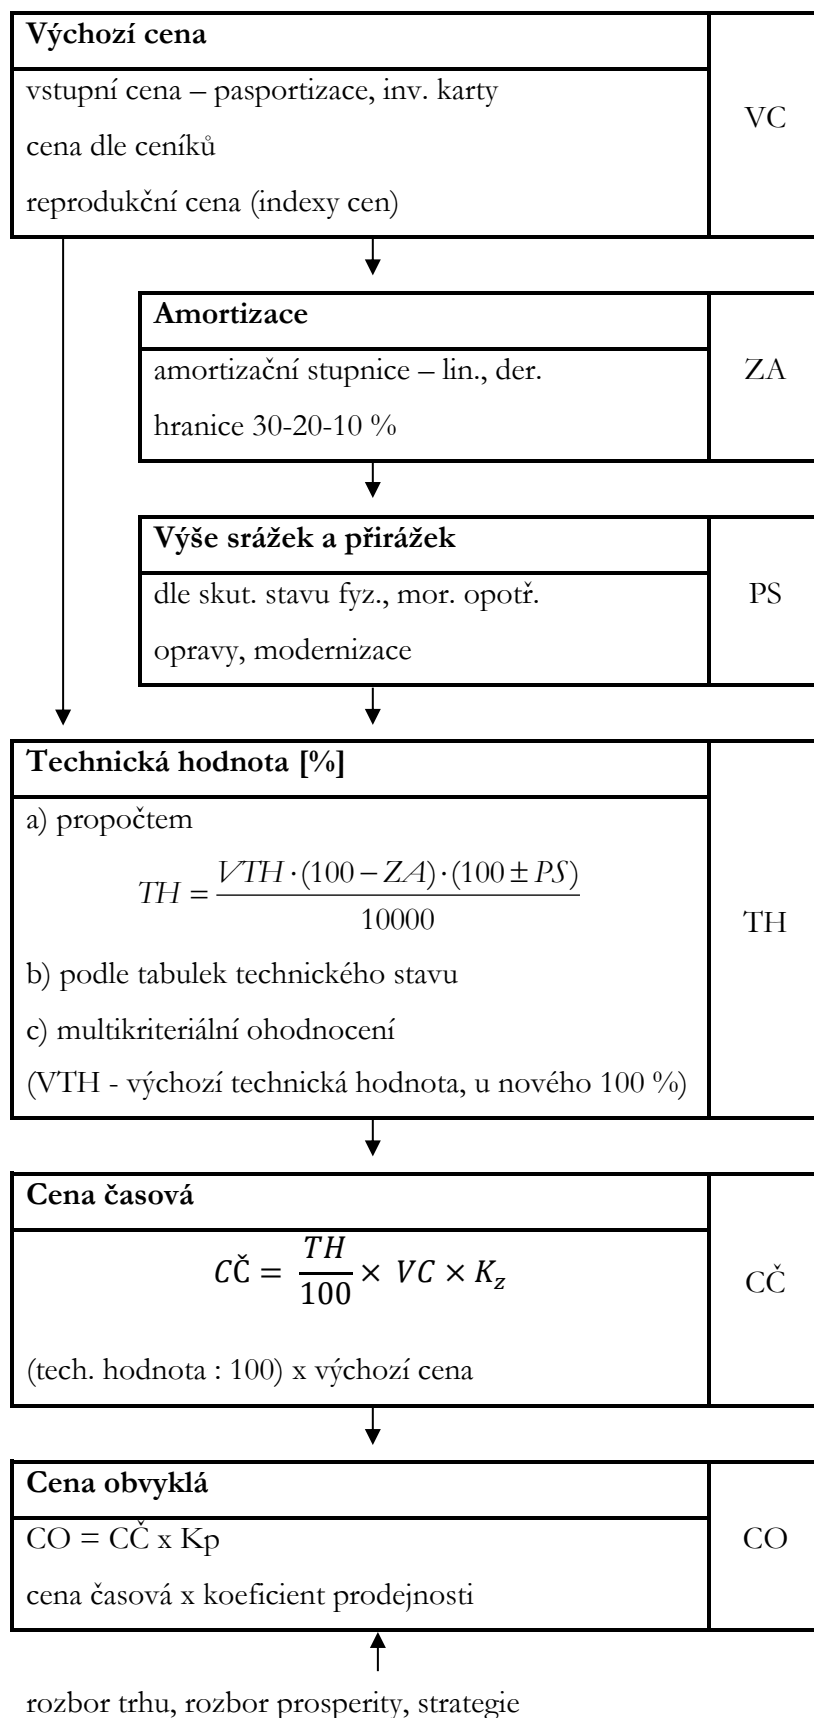 Výchozí cena
vstupní cena – pasportizace, inv. karty
cena dle ceníků
reprodukční cena (indexy cen)
VC
Amortizace
amortizační stupnice – lin., der.
hranice 30-20-10 %
ZA
Výše srážek a přirážek
dle skut. stavu fyz., mor. opotř.
opravy, modernizace
PS
Technická hodnota [%]
a) propočtem
TH = VTH · (100 − ZA) · (100 ± PS) / 10000
b) podle tabulek technického stavu
c) multikriteriální ohodnocení
(VTH - výchozí technická hodnota, u nového 100 %)
TH
Cena časová
CČ = TH / 100 × VC × K_z
(tech. hodnota : 100) x výchozí cena
CČ
Cena obvyklá
CO = CČ x Kp
cena časová x koeficient prodejnosti
CO
rozbor trhu, rozbor prosperity, strategie